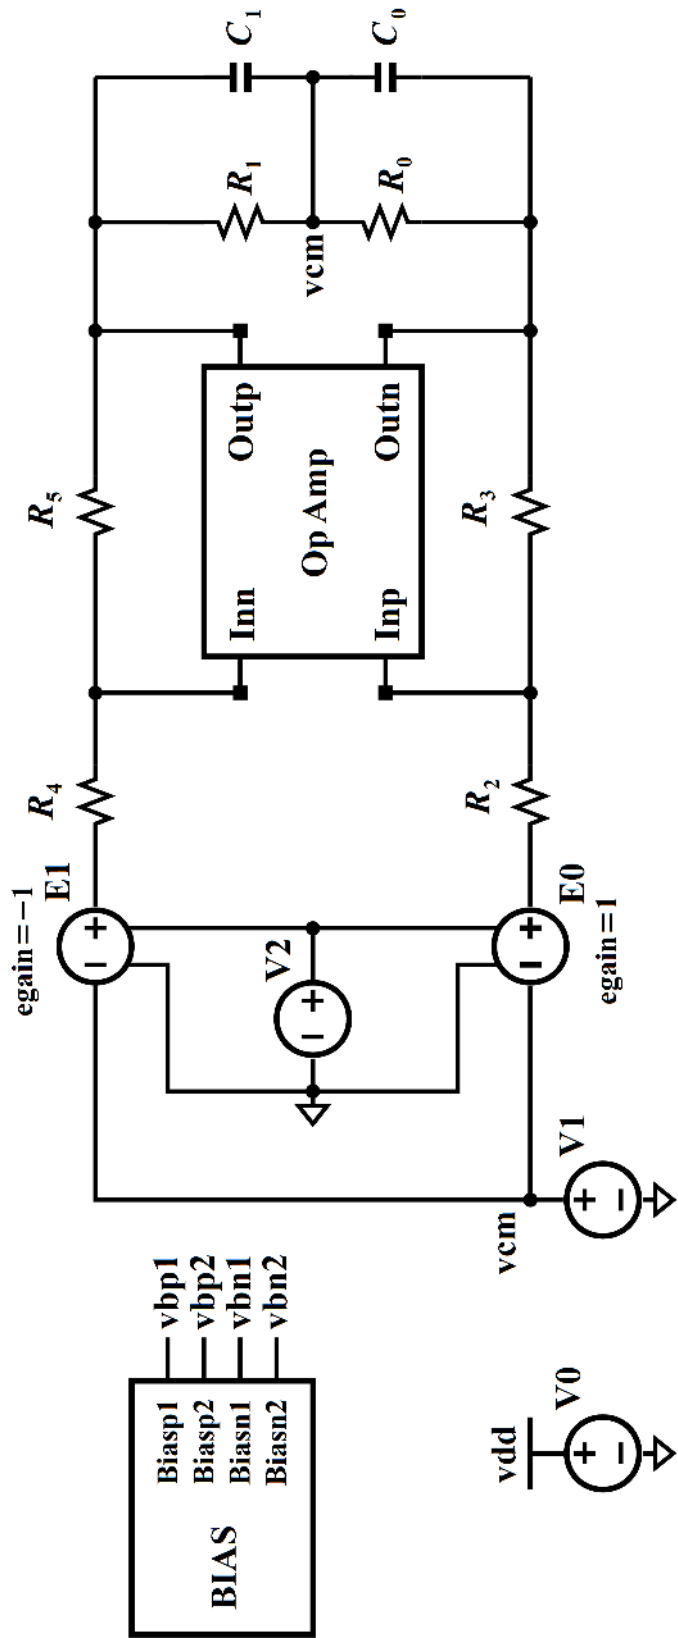 BIAS
Biasp1
Biasp2
Biasn1
Biasn2
vbp1
vbp2
vbn1
vbn2
vdd
V0
+
−
vcm
V1
+
−
V2
− +
egain=−1
E1
− +
E0
− +
egain=1
R4
R2
R5
R3
Inn
Inp
Op Amp
Outp
Outn
vcm
R1
R0
C1
C0